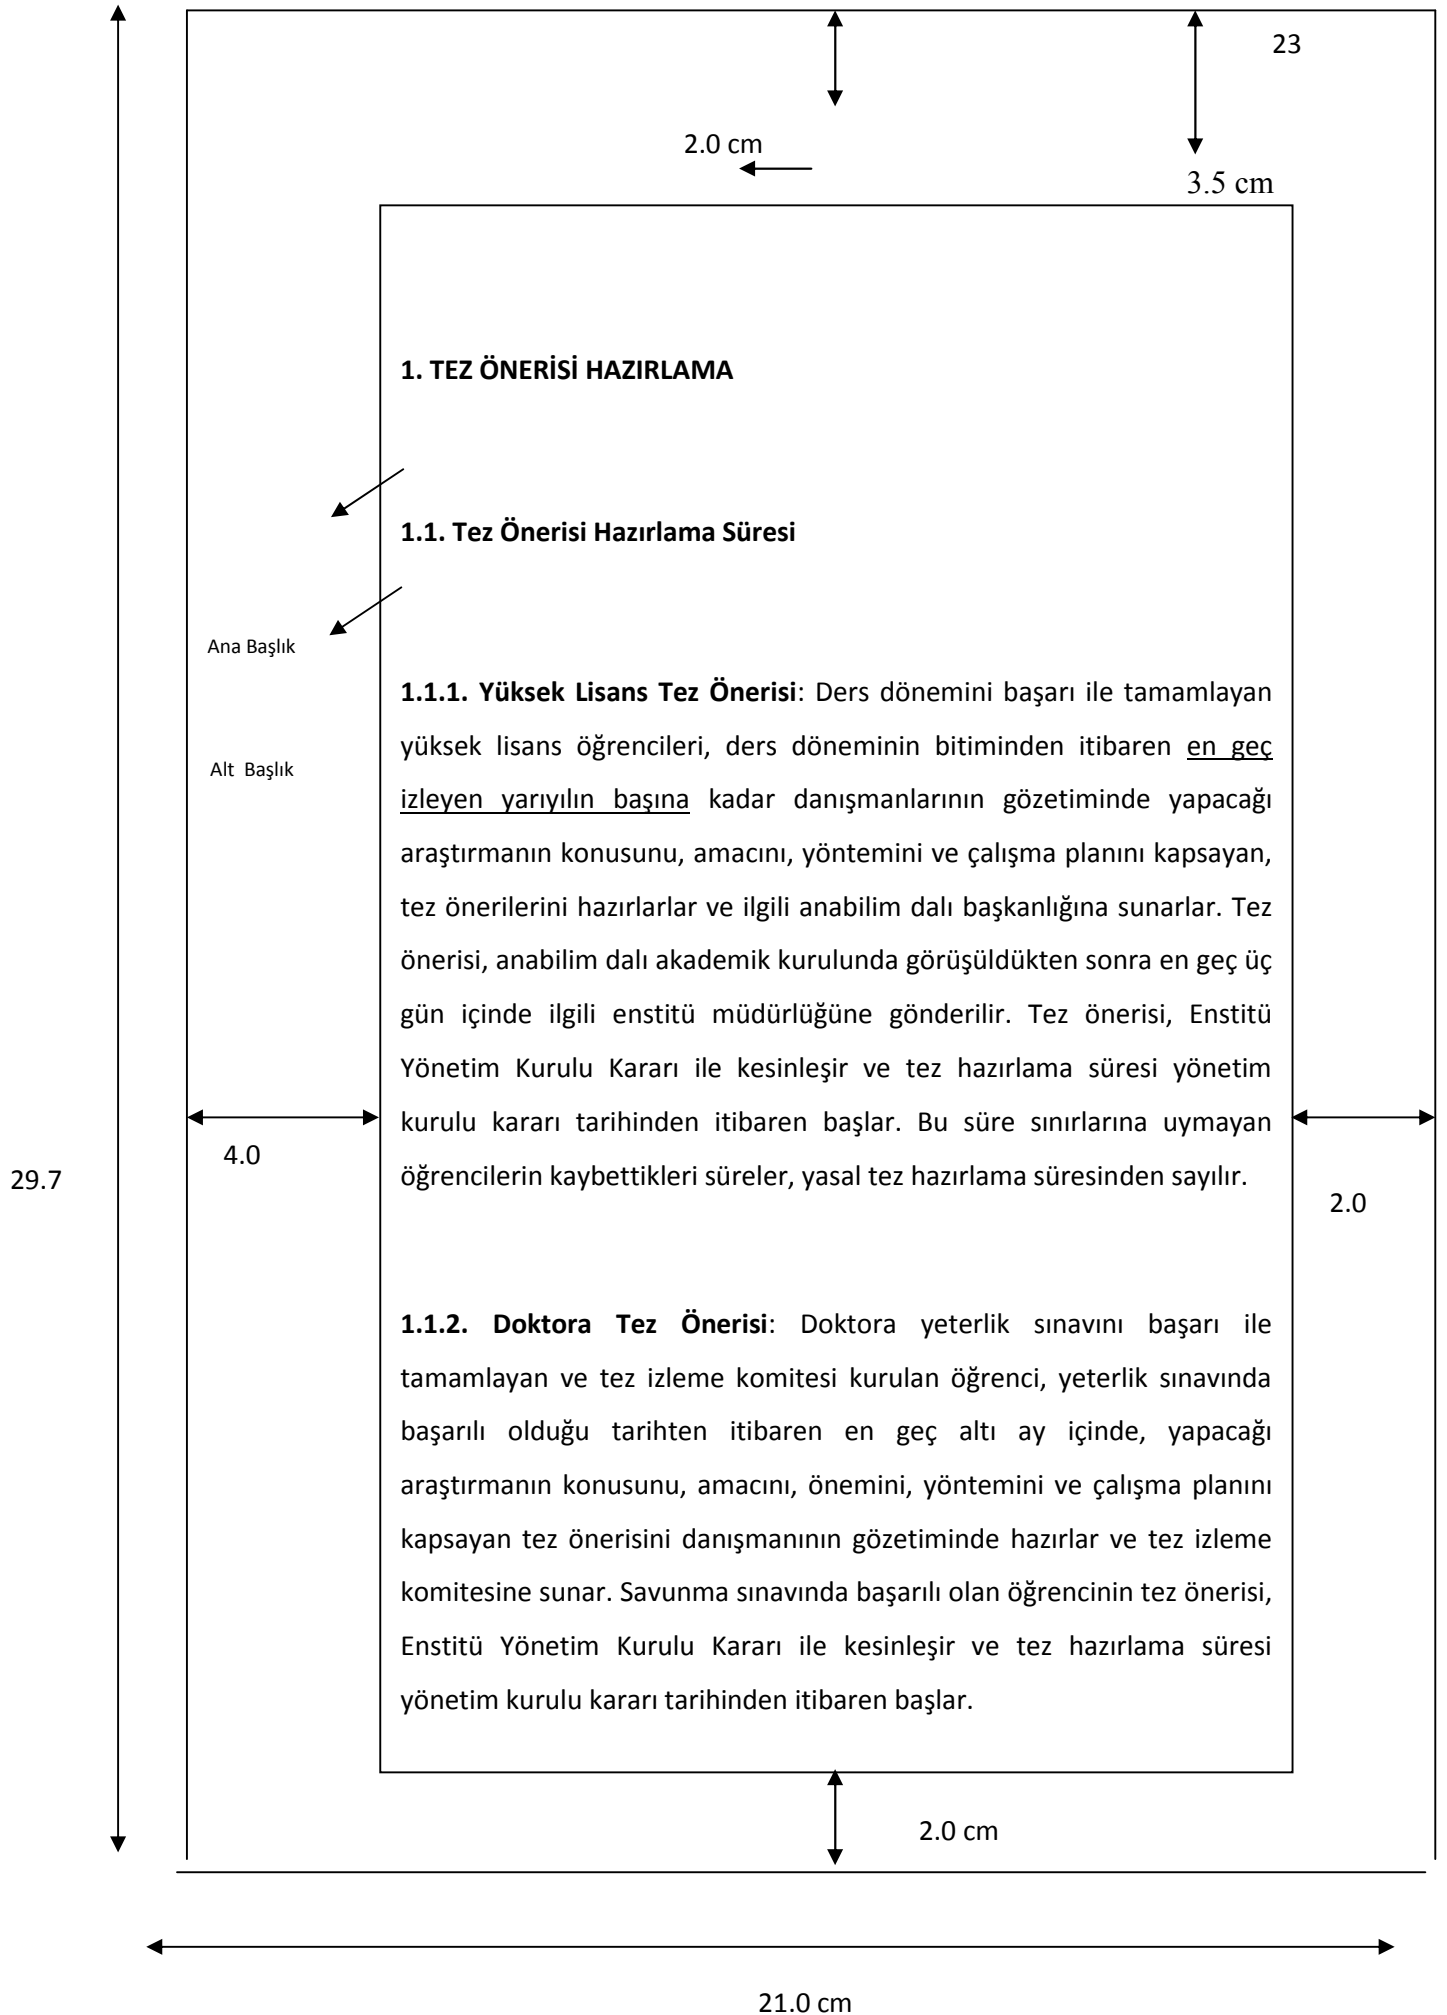 23
2.0 cm
3.5 cm
1. TEZ ÖNERİSİ HAZIRLAMA
1.1. Tez Önerisi Hazırlama Süresi
Ana Başlık
1.1.1. Yüksek Lisans Tez Önerisi: Ders dönemini başarı ile tamamlayan
yüksek lisans öğrencileri, ders döneminin bitiminden itibaren en geç
Alt Başlık
izleyen yarıyılın başına kadar danışmanlarının gözetiminde yapacağı
araştırmanın konusunu, amacını, yöntemini ve çalışma planını kapsayan,
tez önerilerini hazırlarlar ve ilgili anabilim dalı başkanlığına sunarlar. Tez
önerisi, anabilim dalı akademik kurulunda görüşüldükten sonra en geç üç
gün içinde ilgili enstitü müdürlüğüne gönderilir. Tez önerisi, Enstitü
Yönetim Kurulu Kararı ile kesinleşir ve tez hazırlama süresi yönetim
kurulu kararı tarihinden itibaren başlar. Bu süre sınırlarına uymayan
4.0
öğrencilerin kaybettikleri süreler, yasal tez hazırlama süresinden sayılır.
29.7
2.0
1.1.2. Doktora Tez Önerisi: Doktora yeterlik sınavını başarı ile
tamamlayan ve tez izleme komitesi kurulan öğrenci, yeterlik sınavında
başarılı olduğu tarihten itibaren en geç altı ay içinde, yapacağı
araştırmanın konusunu, amacını, önemini, yöntemini ve çalışma planını
kapsayan tez önerisini danışmanının gözetiminde hazırlar ve tez izleme
komitesine sunar. Savunma sınavında başarılı olan öğrencinin tez önerisi,
Enstitü Yönetim Kurulu Kararı ile kesinleşir ve tez hazırlama süresi
yönetim kurulu kararı tarihinden itibaren başlar.
2.0 cm
21.0 cm